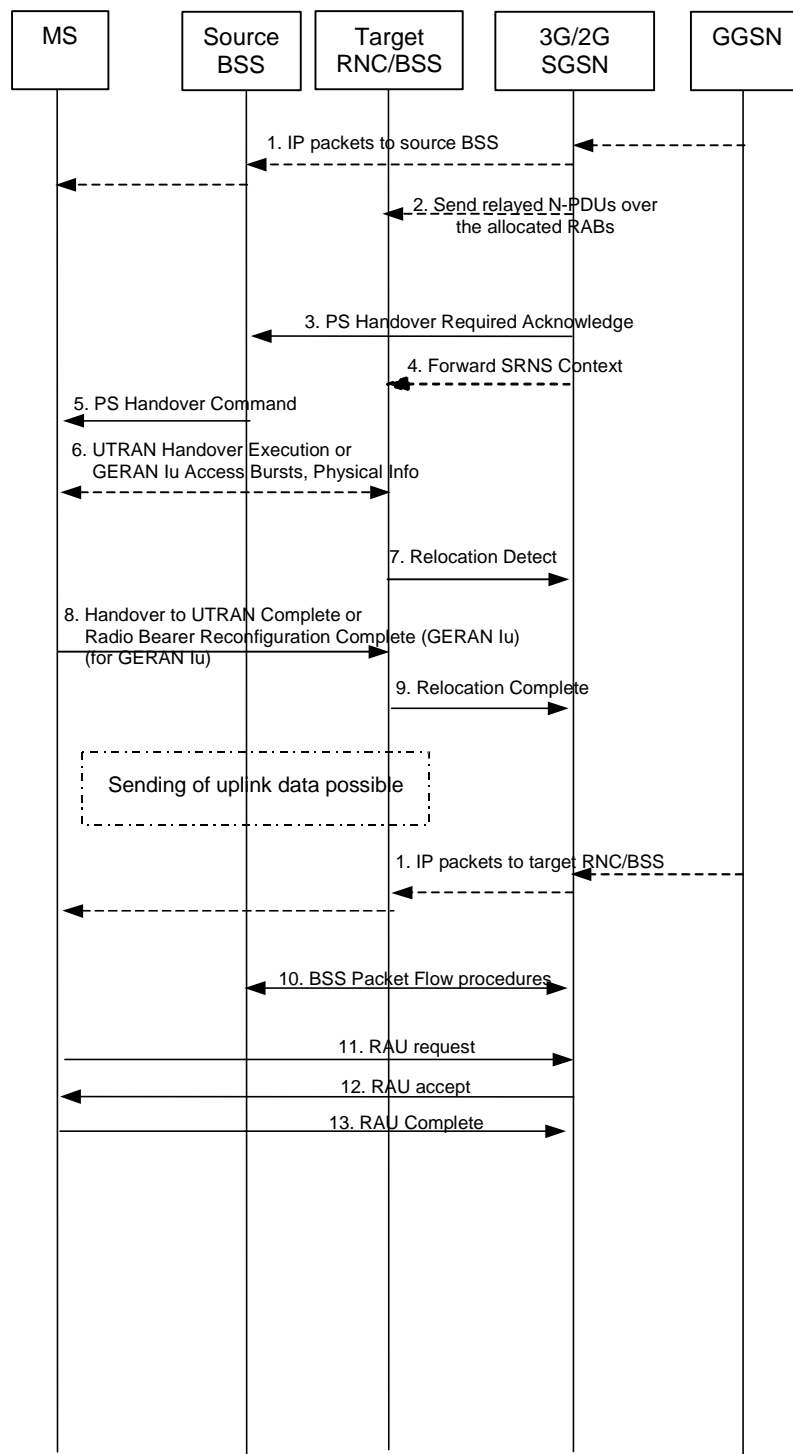 MS
Source
BSS
Target
RNC/BSS
3G/2G
SGSN
GGSN
1. IP packets to source BSS
2. Send relayed N-PDUs over
the allocated RABs
3. PS Handover Required Acknowledge
4. Forward SRNS Context
5. PS Handover Command
6. UTRAN Handover Execution or
GERAN Iu Access Bursts, Physical Info
7. Relocation Detect
8. Handover to UTRAN Complete or
Radio Bearer Reconfiguration Complete (GERAN Iu)
(for GERAN Iu)
9. Relocation Complete
Sending of uplink data possible
1. IP packets to target RNC/BSS
10. BSS Packet Flow procedures
11. RAU request
12. RAU accept
13. RAU Complete